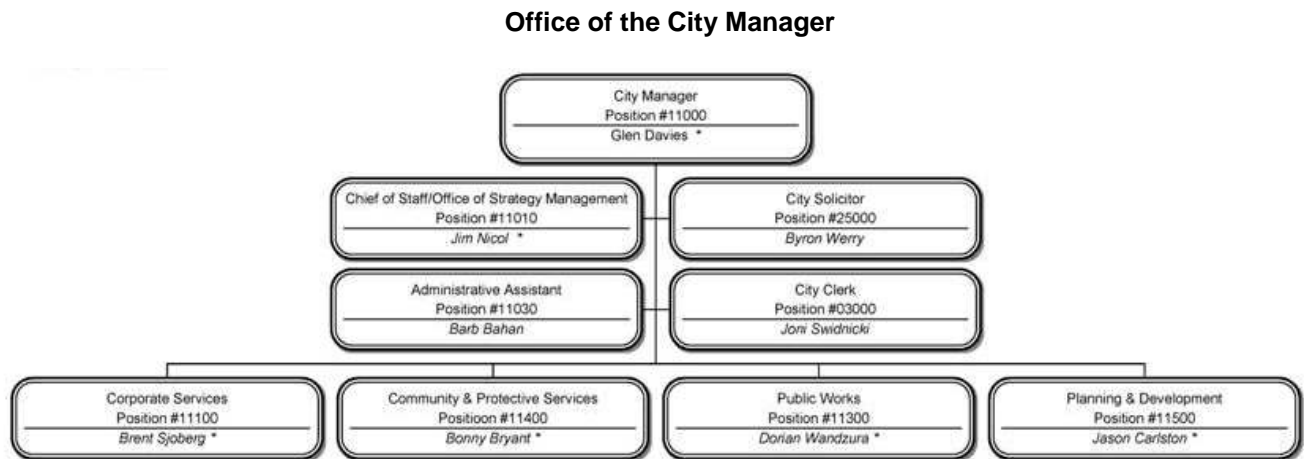 Office of the City Manager
City Manager
Position #11000
Glen Davies *
Chief of Staff/Office of Strategy Management
Position #11010
Jim Nicol *
City Solicitor
Position #25000
Byron Werry
Administrative Assistant
Position #11030
Barb Bahan
City Clerk
Position #03000
Joni Swidnicki
Corporate Services
Position #11100
Brent Sjoberg *
Community & Protective Services
Positioon #11400
Bonny Bryant *
Public Works
Position #11300
Dorian Wandzura *
Planning & Development
Position #11500
Jason Carlston *